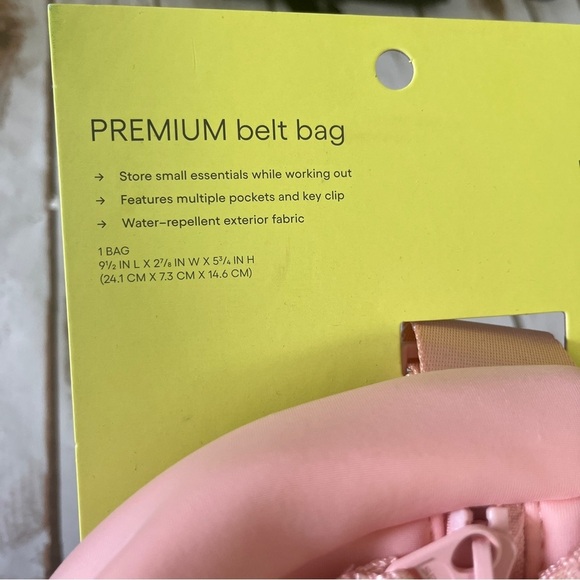 PREMIUM belt bag
→ Store small essentials while working out
→ Features multiple pockets and key clip
→ Water-repellent exterior fabric
1 BAG
9½ IN L X 2⅞ IN W X 5¾ IN H
(24.1 CM X 7.3 CM X 14.6 CM)